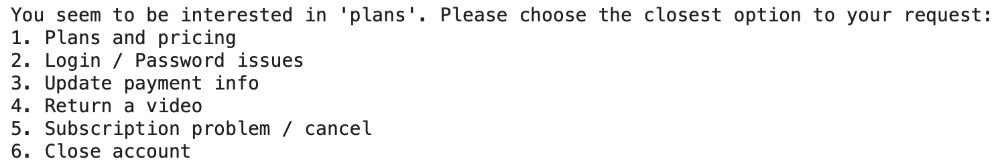 You seem to be interested in 'plans'. Please choose the closest option to your request:
1. Plans and pricing
2. Login / Password issues
3. Update payment info
4. Return a video
5. Subscription problem / cancel
6. Close account